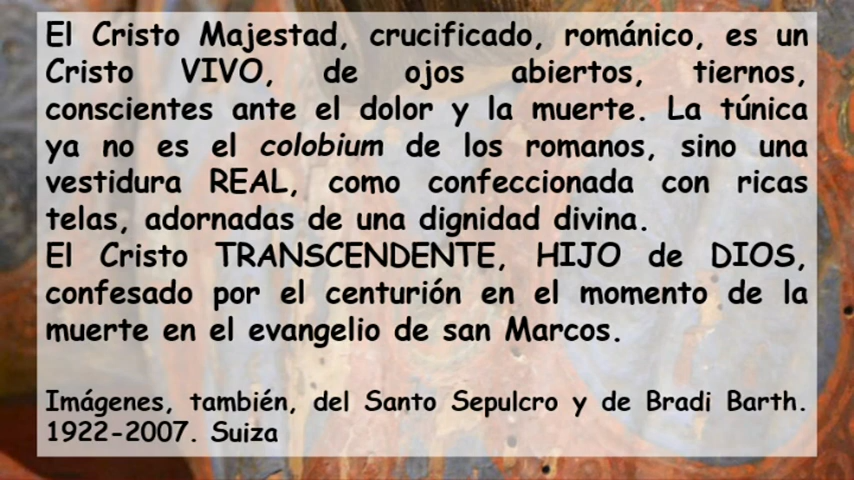 El Cristo Majestad, crucificado, románico, es un
Cristo VIVO, de ojos abiertos, tiernos,
conscientes ante el dolor y la muerte. La túnica
ya no es el colobium de los romanos, sino una
vestidura REAL, como confeccionada con ricas
telas, adornadas de una dignidad divina.
El Cristo TRANSCENDENTE, HIJO de DIOS,
confesado por el centurión en el momento de la
muerte en el evangelio de san Marcos.
Imágenes, también, del Santo Sepulcro y de Bradi Barth.
1922-2007. Suiza